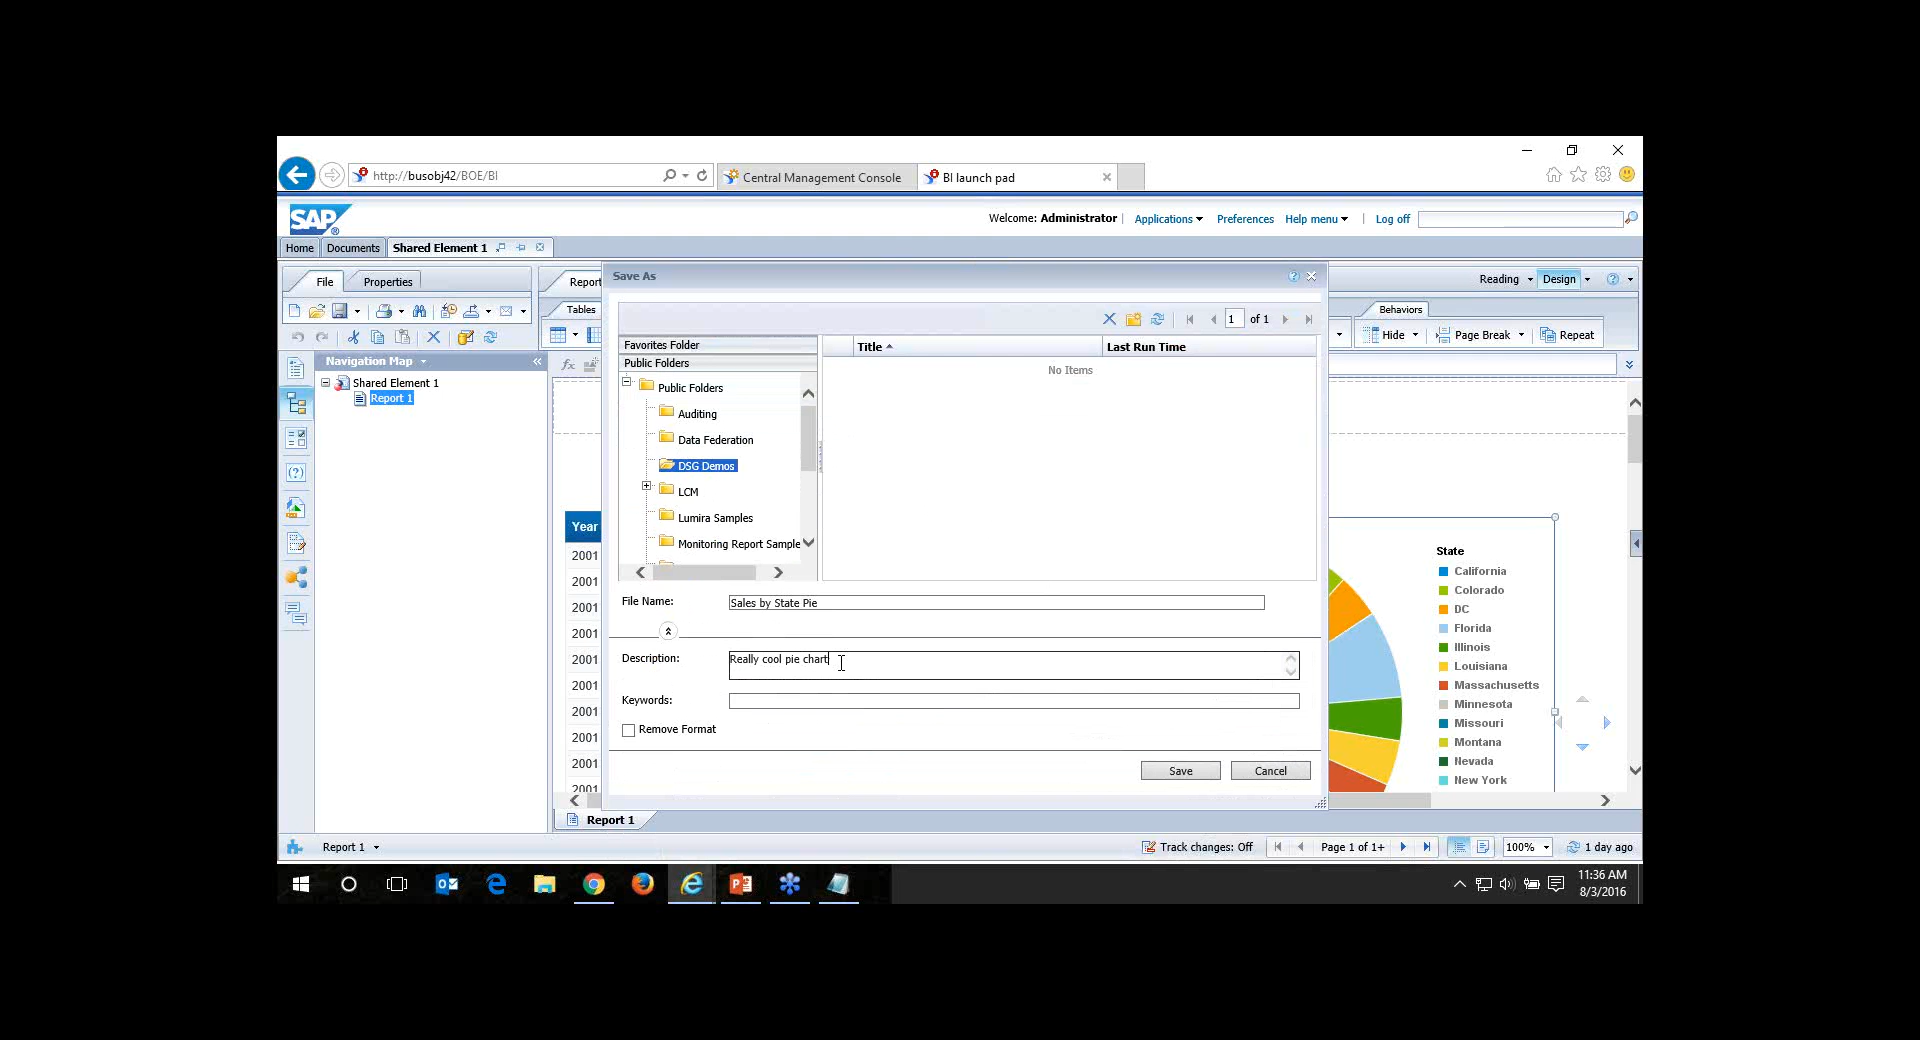 http://busobj42/BOE/BI
Central Management Console
BI launch pad
SAP
Welcome: Administrator
Applications
Preferences
Help menu
Log off
Home
Documents
Shared Element 1
File
Properties
Save As
Reading
Design
Tables
Behaviors
1 of 1
Hide
Page Break
Repeat
Navigation Map
Favorites Folder
Public Folders
Title
Last Run Time
No Items
Shared Element 1
Report 1
Public Folders
Auditing
Data Federation
DSG Demos
LCM
Lumira Samples
Monitoring Report Sample
Year
2001
2001
2001
2001
2001
2001
2001
2001
2001
2001
State
California
Colorado
DC
Florida
Illinois
Louisiana
Massachusetts
Minnesota
Missouri
Montana
Nevada
New York
File Name:
Sales by State Pie
Description:
Really cool pie chart
Keywords:
Remove Format
Save
Cancel
Report 1
Report 1
Track changes: Off
Page 1 of 1+
100%
1 day ago
11:36 AM
8/3/2016